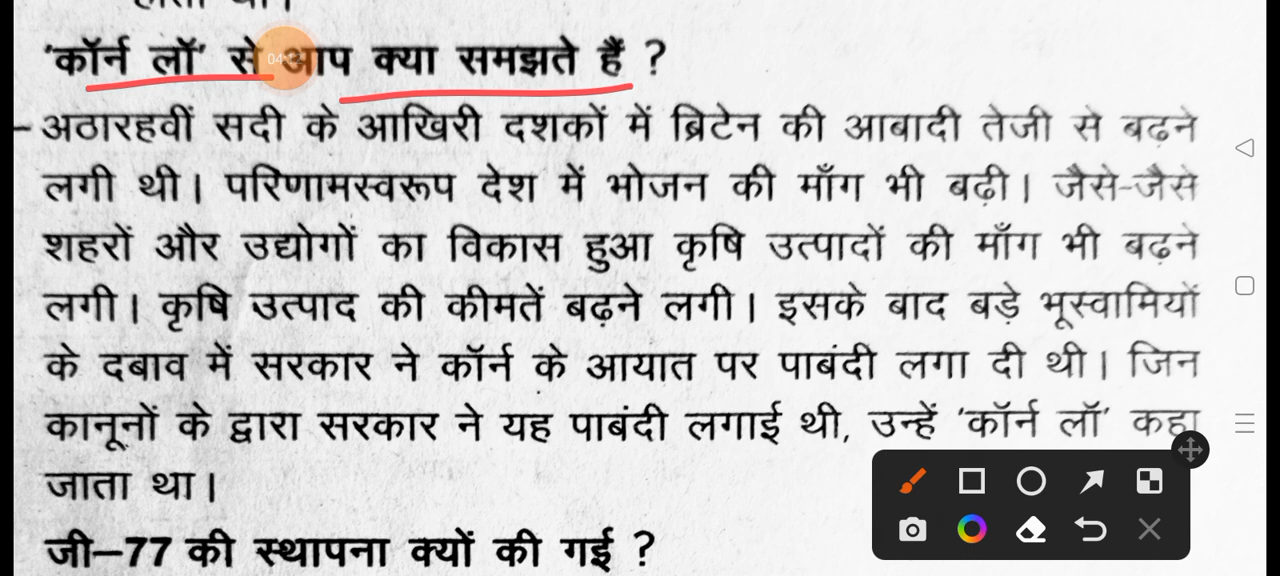 होता था।
'कॉर्न लॉ' से आप क्या समझते हैं ?
– अठारहवीं सदी के आखिरी दशकों में ब्रिटेन की आबादी तेजी से बढ़ने
लगी थी। परिणामस्वरूप देश में भोजन की माँग भी बढ़ी। जैसे-जैसे
शहरों और उद्योगों का विकास हुआ कृषि उत्पादों की माँग भी बढ़ने
लगी। कृषि उत्पाद की कीमतें बढ़ने लगी। इसके बाद बड़े भूस्वामियों
के दबाव में सरकार ने कॉर्न के आयात पर पाबंदी लगा दी थी। जिन
कानूनों के द्वारा सरकार ने यह पाबंदी लगाई थी, उन्हें 'कॉर्न लॉ' कहा
जाता था।
जी–77 की स्थापना क्यों की गई ?